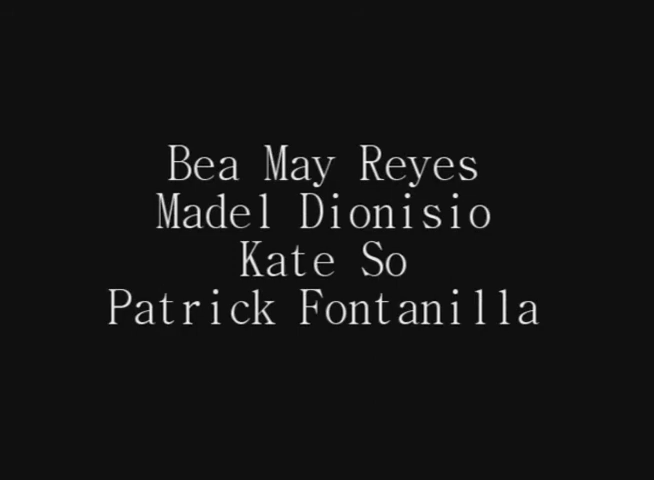 Bea May Reyes
Madel Dionisio
Kate So
Patrick Fontanilla